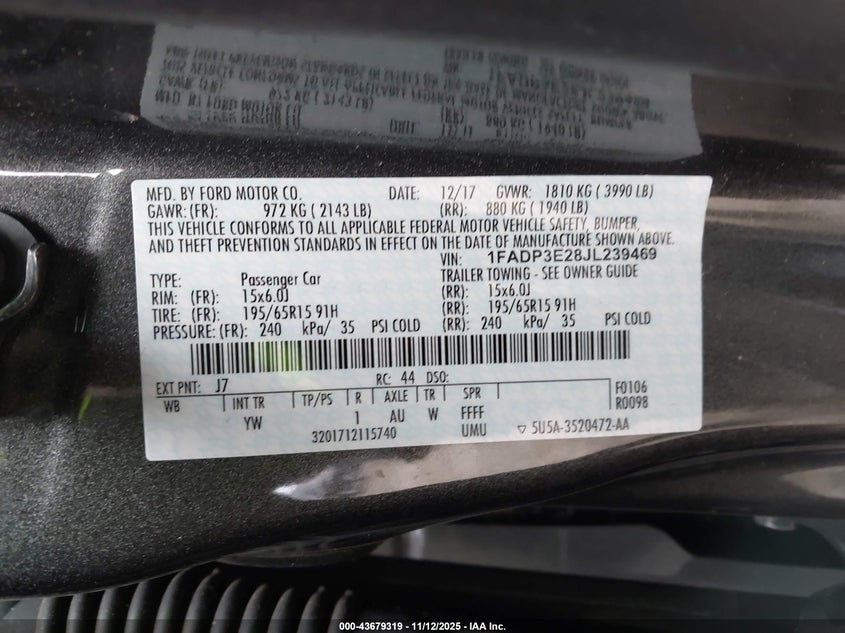 MFD. BY FORD MOTOR CO. DATE: 12/17 GVWR: 1810 KG ( 3990 LB)
GAWR: (FR): 972 KG ( 2143 LB) (RR): 880 KG ( 1940 LB)
THIS VEHICLE CONFORMS TO ALL APPLICABLE FEDERAL MOTOR VEHICLE SAFETY, BUMPER,
AND THEFT PREVENTION STANDARDS IN EFFECT ON THE DATE OF MANUFACTURE SHOWN ABOVE.
VIN: 1FADP3E28JL239469
TYPE: Passenger Car TRAILER TOWING - SEE OWNER GUIDE
RIM: (FR): 15x6.0J (RR): 15x6.0J
TIRE: (FR): 195/65R15 91H (RR): 195/65R15 91H
PRESSURE: (FR): 240 kPa/ 35 PSI COLD (RR): 240 kPa/ 35 PSI COLD
EXT PNT: J7 RC: 44 DSO: F0106
WB INT TR TP/PS R AXLE TR SPR R0098
YW 1 AU W FFFF
3201712115740 UMU ▽ 5U5A-3520472-AA
000-43679319 - 11/12/2025 - IAA Inc.